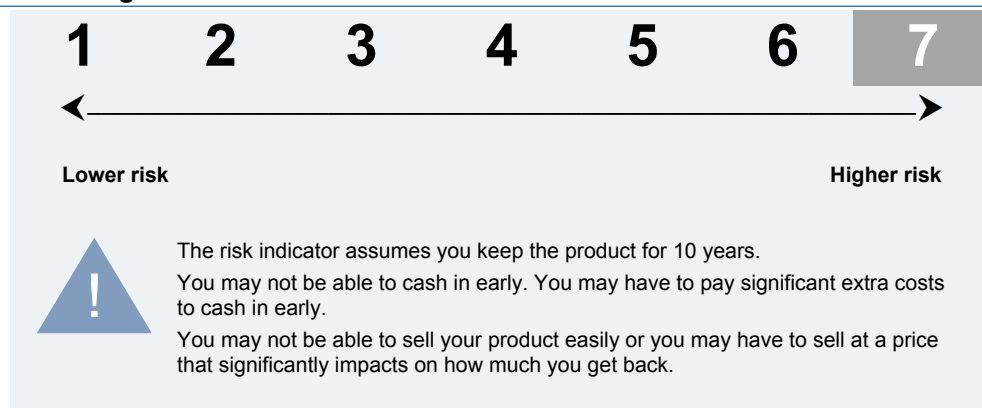 1 2 3 4 5 6 7
Lower risk Higher risk
!
The risk indicator assumes you keep the product for 10 years.
You may not be able to cash in early. You may have to pay significant extra costs
to cash in early.
You may not be able to sell your product easily or you may have to sell at a price
that significantly impacts on how much you get back.